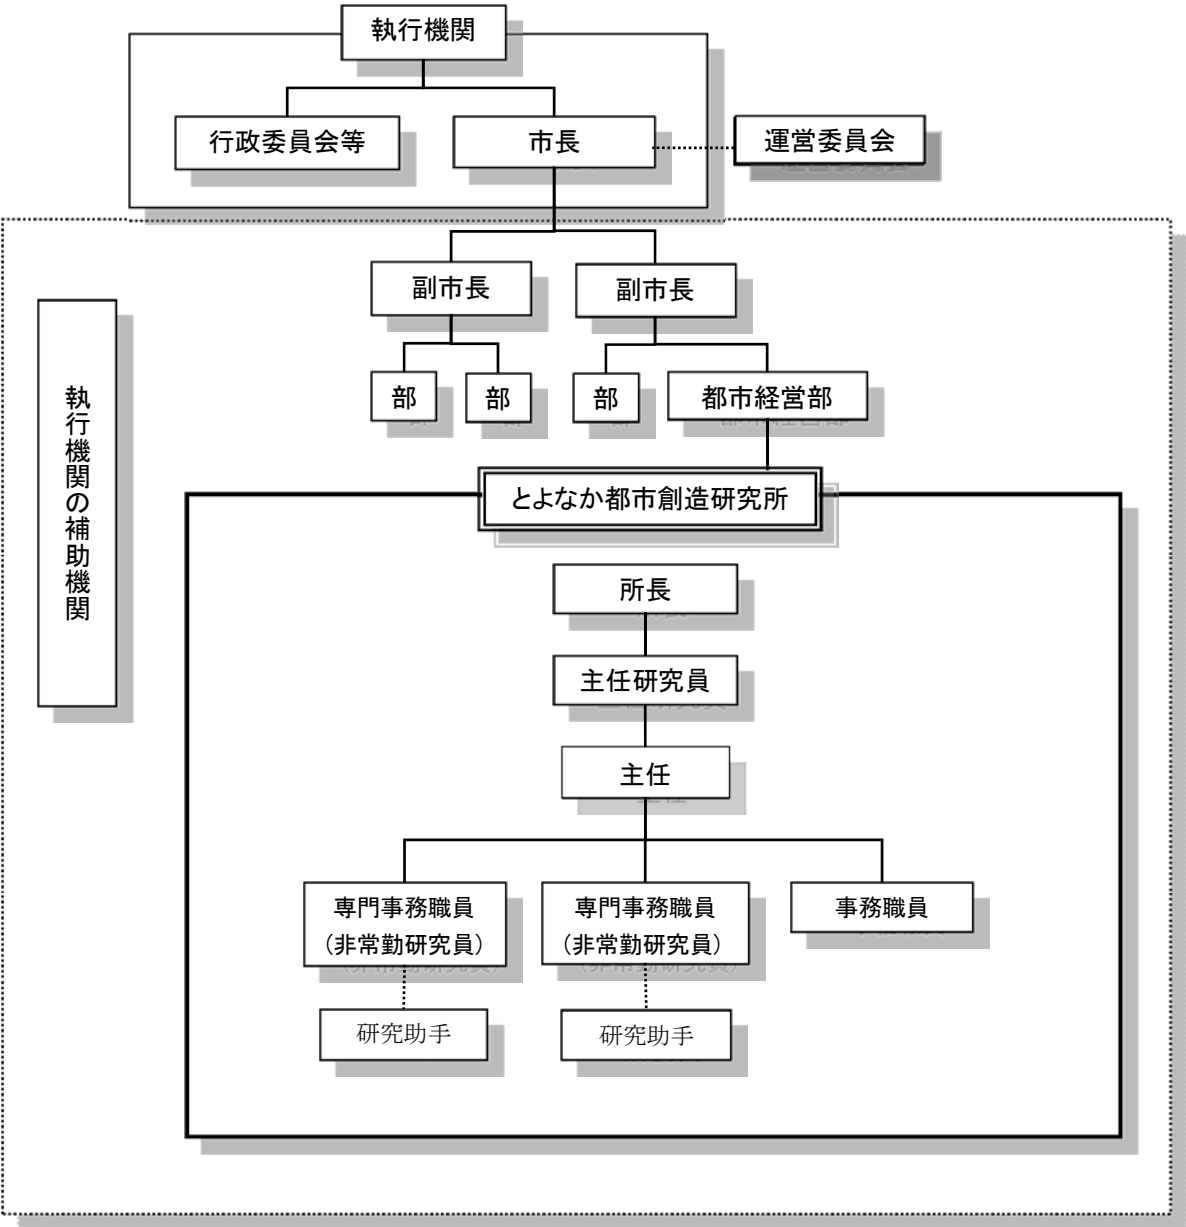 執行機関
行政委員会等
市長
運営委員会
副市長
副市長
執行機関の補助機関
部
部
部
都市経営部
とよなか都市創造研究所
所長
主任研究員
主任
専門事務職員
(非常勤研究員)
専門事務職員
(非常勤研究員)
事務職員
研究助手
研究助手